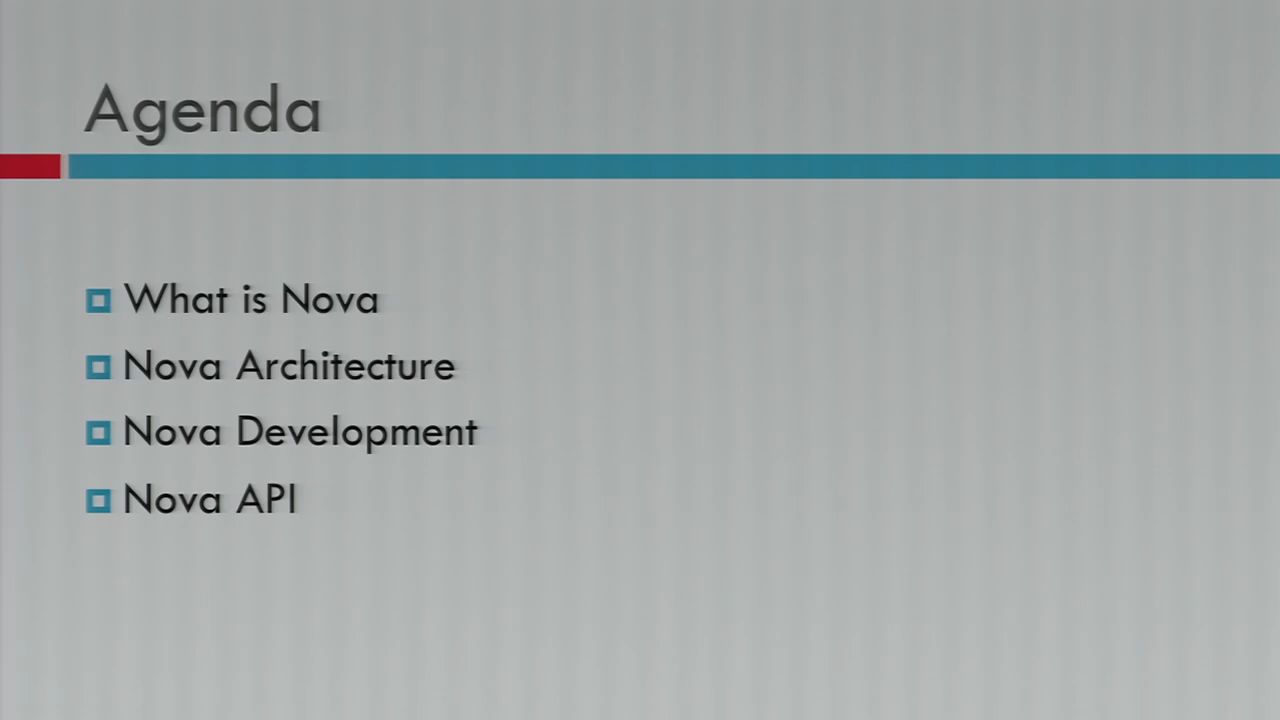 Agenda
What is Nova
Nova Architecture
Nova Development
Nova API